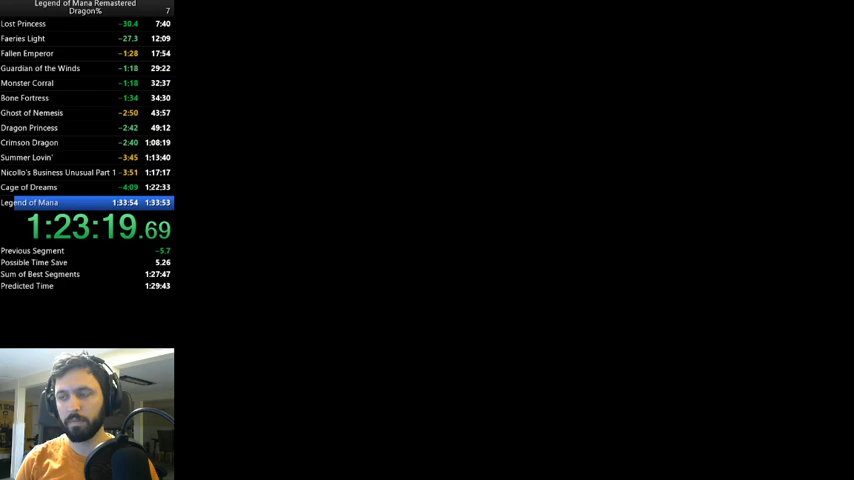 Legend of Mana Remastered
Dragon% 7
Lost Princess -30.4 7:40
Faeries Light -27.3 12:09
Fallen Emperor -1:28 17:54
Guardian of the Winds -1:18 29:22
Monster Corral -1:18 32:37
Bone Fortress -1:34 34:30
Ghost of Nemesis -2:50 43:57
Dragon Princess -2:42 49:12
Crimson Dragon -2:40 1:08:19
Summer Lovin' -3:45 1:13:40
Nicollo's Business Unusual Part 1 -3:51 1:17:17
Cage of Dreams -4:09 1:22:33
Legend of Mana 1:33:54 1:33:53
1:23:19.69
Previous Segment -5.7
Possible Time Save 5.26
Sum of Best Segments 1:27:47
Predicted Time 1:29:43